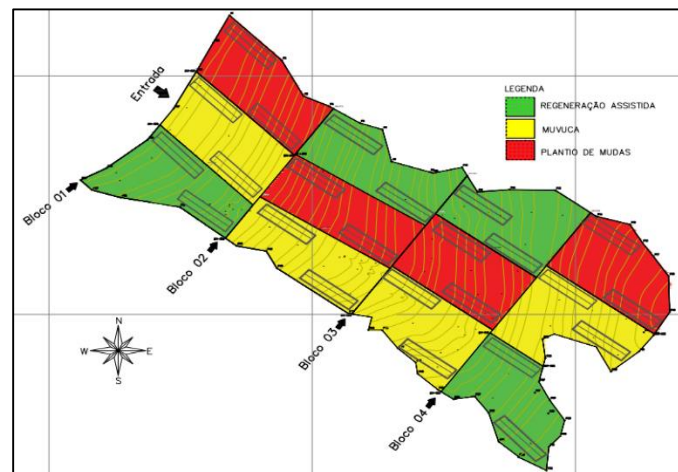 Entrada
LEGENDA
REGENERAÇÃO ASSISTIDA
MUVUCA
PLANTIO DE MUDAS
Bloco 01
Bloco 02
Bloco 03
Bloco 04
N
W E
S